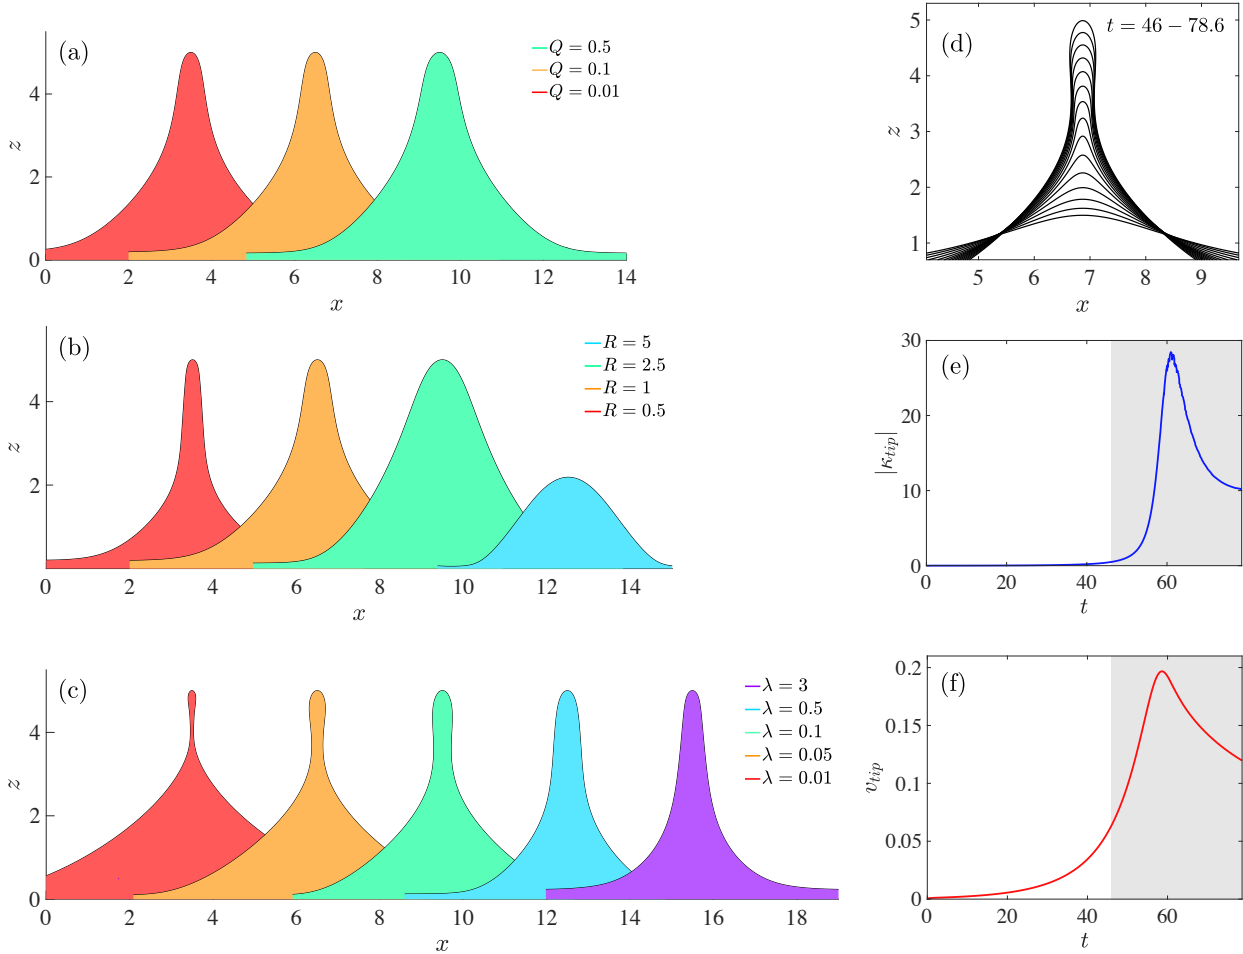 (a)
Q = 0.5
Q = 0.1
Q = 0.01
z
4
2
0
0 2 4 6 8 10 12 14
x
(b)
R = 5
R = 2.5
R = 1
R = 0.5
z
4
2
0 2 4 6 8 10 12 14
x
(c)
λ = 3
λ = 0.5
λ = 0.1
λ = 0.05
λ = 0.01
z
4
2
0
0 2 4 6 8 10 12 14 16 18
x
(d)
t = 46 − 78.6
z
5
4
3
2
1
5 6 7 8 9
x
(e)
|κtip|
30
20
10
0
0 20 40 60
t
(f)
vtip
0.2
0.15
0.1
0.05
0
0 20 40 60
t